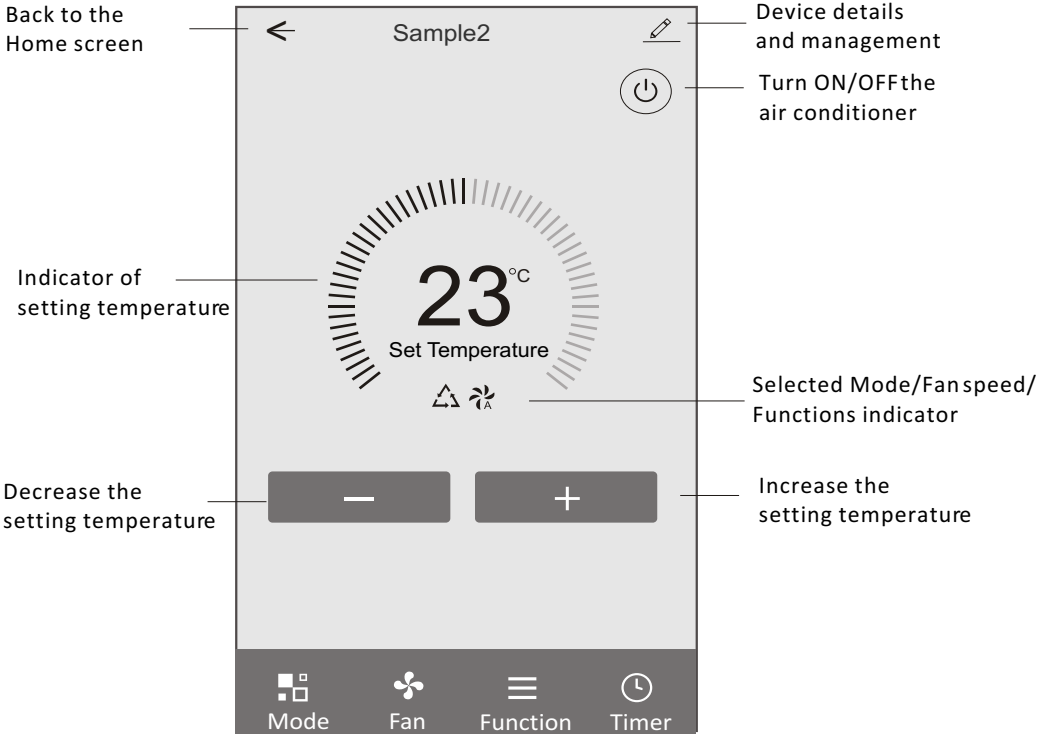 Back to the
Home screen
Sample2
Device details
and management
Turn ON/OFF the
air conditioner
Indicator of
setting temperature
23°C
Set Temperature
A
Selected Mode/Fan speed/
Functions indicator
Decrease the
setting temperature
−
+
Increase the
setting temperature
Mode
Fan
Function
Timer